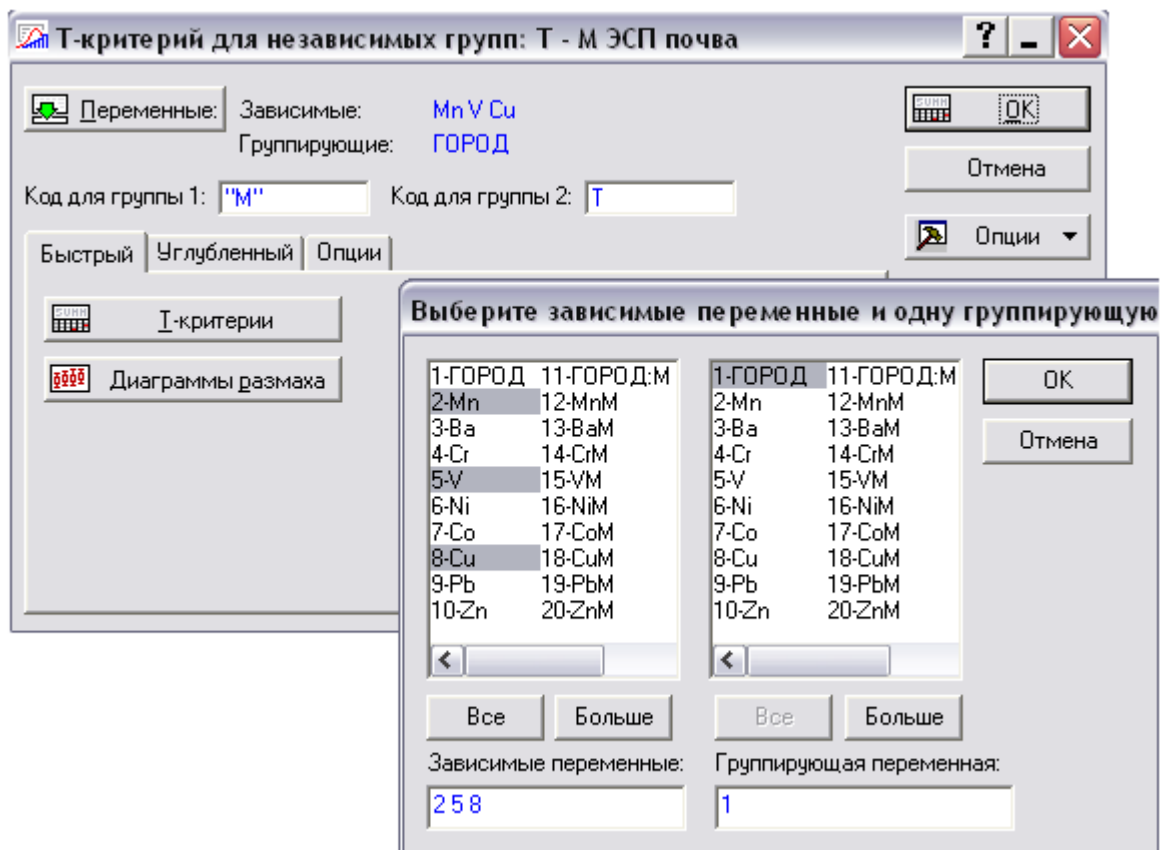 Т-критерий для независимых групп: Т - М ЭСП почва
Переменные: Зависимые: Mn V Cu
Группирующие: ГОРОД
OK
Отмена
Код для группы 1: "М" Код для группы 2: Т
Опции
Быстрый Углубленный Опции
Т-критерии
Диаграммы размаха
Выберите зависимые переменные и одну группирующую
1-ГОРОД 11-ГОРОД:М 1-ГОРОД 11-ГОРОД:М
2-Mn 12-MnM 2-Mn 12-MnM
3-Ba 13-BaM 3-Ba 13-BaM
4-Cr 14-CrM 4-Cr 14-CrM
5-V 15-VM 5-V 15-VM
6-Ni 16-NiM 6-Ni 16-NiM
7-Co 17-CoM 7-Co 17-CoM
8-Cu 18-CuM 8-Cu 18-CuM
9-Pb 19-PbM 9-Pb 19-PbM
10-Zn 20-ZnM 10-Zn 20-ZnM
OK
Отмена
Все Больше Все Больше
Зависимые переменные: Группирующая переменная:
2 5 8 1